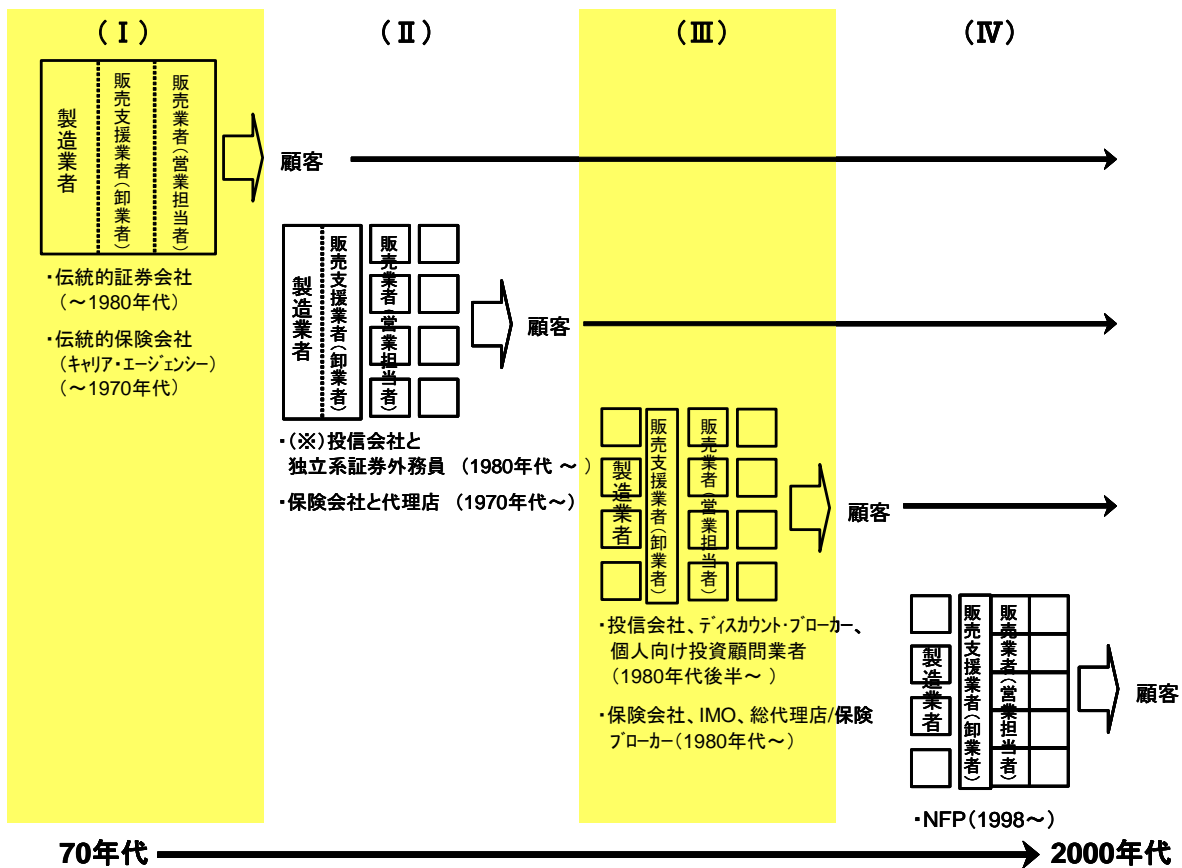 (Ⅰ)
(Ⅱ)
(Ⅲ)
(Ⅳ)
製造業者
販売支援業者(卸業者)
販売業者(営業担当者)
顧客
・伝統的証券会社
(～1980年代)
・伝統的保険会社
(キャリア・エージェンシー)
(～1970年代)
製造業者
販売支援業者(卸業者)
販売業者(営業担当者)
顧客
・(※)投信会社と
独立系証券外務員 (1980年代 ～ )
・保険会社と代理店 (1970年代～)
製造業者
販売支援業者(卸業者)
販売業者(営業担当者)
顧客
・投信会社、ディスカウント・ブローカー、
個人向け投資顧問業者
(1980年代後半～ )
・保険会社、IMO、総代理店/保険
ブローカー(1980年代～)
製造業者
販売支援業者(卸業者)
販売業者(営業担当者)
顧客
・NFP(1998～)
70年代
2000年代